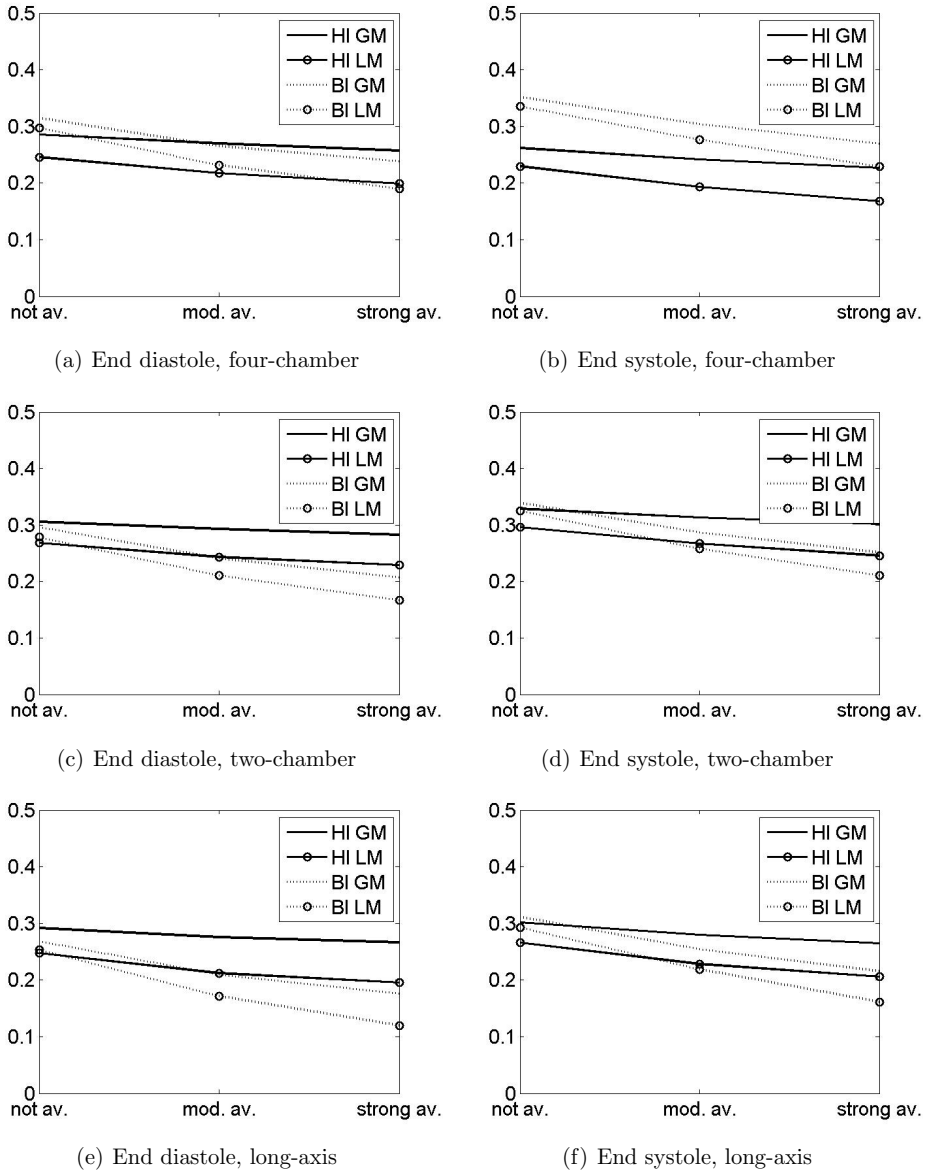 0.5
0.4
0.3
0.2
0.1
0
not av. mod. av. strong av.
HI GM
HI LM
BI GM
BI LM
(a) End diastole, four-chamber
0.5
0.4
0.3
0.2
0.1
0
not av. mod. av. strong av.
HI GM
HI LM
BI GM
BI LM
(b) End systole, four-chamber
0.5
0.4
0.3
0.2
0.1
0
not av. mod. av. strong av.
HI GM
HI LM
BI GM
BI LM
(c) End diastole, two-chamber
0.5
0.4
0.3
0.2
0.1
0
not av. mod. av. strong av.
HI GM
HI LM
BI GM
BI LM
(d) End systole, two-chamber
0.5
0.4
0.3
0.2
0.1
0
not av. mod. av. strong av.
HI GM
HI LM
BI GM
BI LM
(e) End diastole, long-axis
0.5
0.4
0.3
0.2
0.1
0
not av. mod. av. strong av.
HI GM
HI LM
BI GM
BI LM
(f) End systole, long-axis